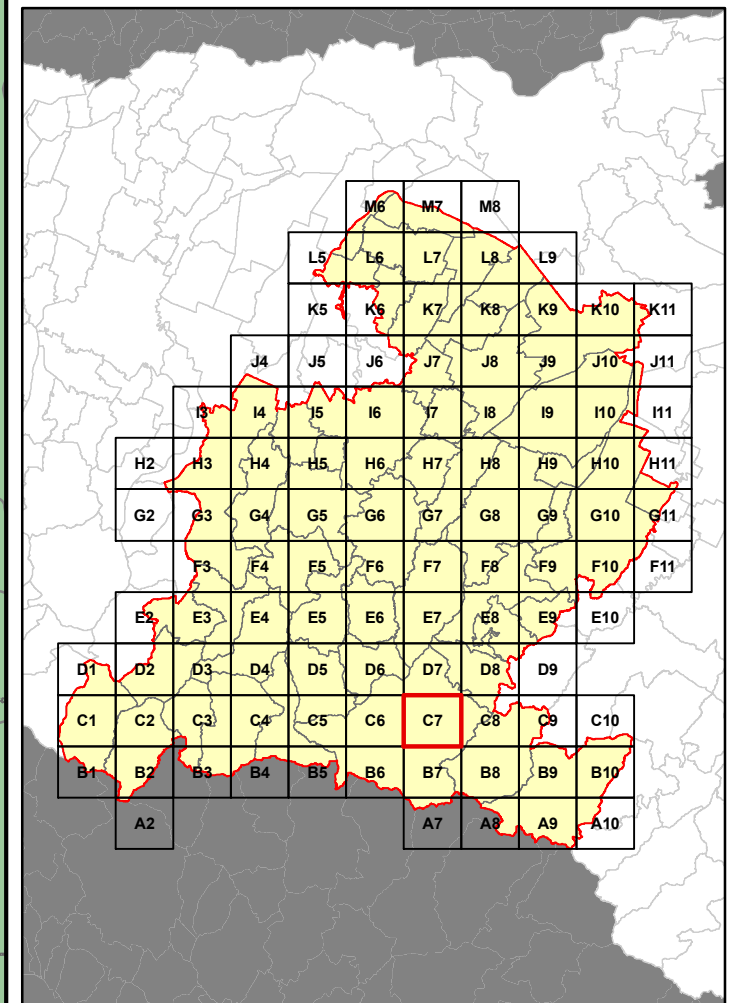 M6 M7 M8
L5 L6 L7 L8 L9
K5 K6 K7 K8 K9 K10 K11
J4 J5 J6 J7 J8 J9 J10 J11
I3 I4 I5 I6 I7 I8 I9 I10 I11
H2 H3 H4 H5 H6 H7 H8 H9 H10 H11
G2 G3 G4 G5 G6 G7 G8 G9 G10 G11
F3 F4 F5 F6 F7 F8 F9 F10 F11
E2 E3 E4 E5 E6 E7 E8 E9 E10
D1 D2 D3 D4 D5 D6 D7 D8 D9
C1 C2 C3 C4 C5 C6 C7 C8 C9 C10
B1 B2 B3 B4 B5 B6 B7 B8 B9 B10
A2 A7 A8 A9 A10